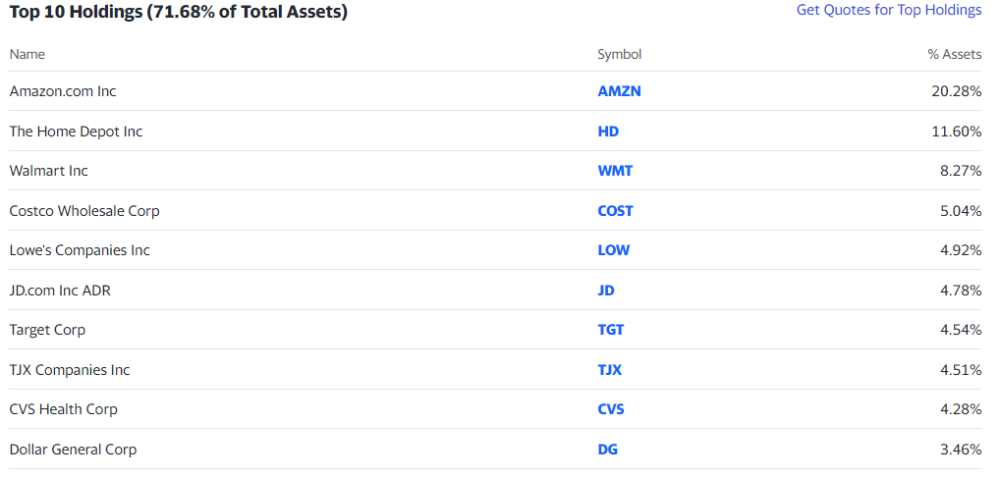 Top 10 Holdings (71.68% of Total Assets) Get Quotes for Top Holdings
Name Symbol % Assets
Amazon.com Inc AMZN 20.28%
The Home Depot Inc HD 11.60%
Walmart Inc WMT 8.27%
Costco Wholesale Corp COST 5.04%
Lowe's Companies Inc LOW 4.92%
JD.com Inc ADR JD 4.78%
Target Corp TGT 4.54%
TJX Companies Inc TJX 4.51%
CVS Health Corp CVS 4.28%
Dollar General Corp DG 3.46%